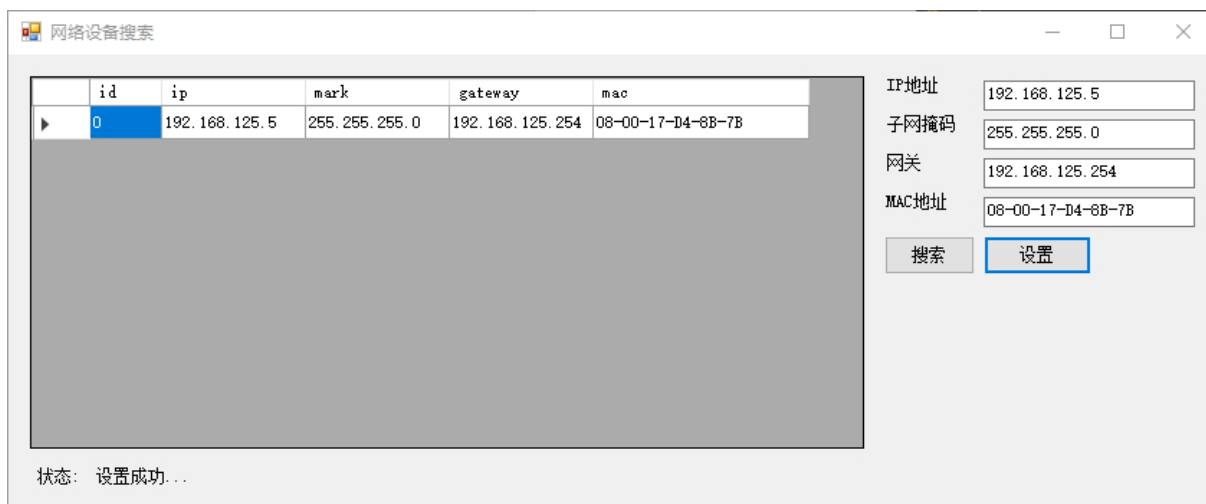 网络设备搜索
id ip mark gateway mac
0 192.168.125.5 255.255.255.0 192.168.125.254 08-00-17-D4-8B-7B
IP地址 192.168.125.5
子网掩码 255.255.255.0
网关 192.168.125.254
MAC地址 08-00-17-D4-8B-7B
搜索 设置
状态: 设置成功...